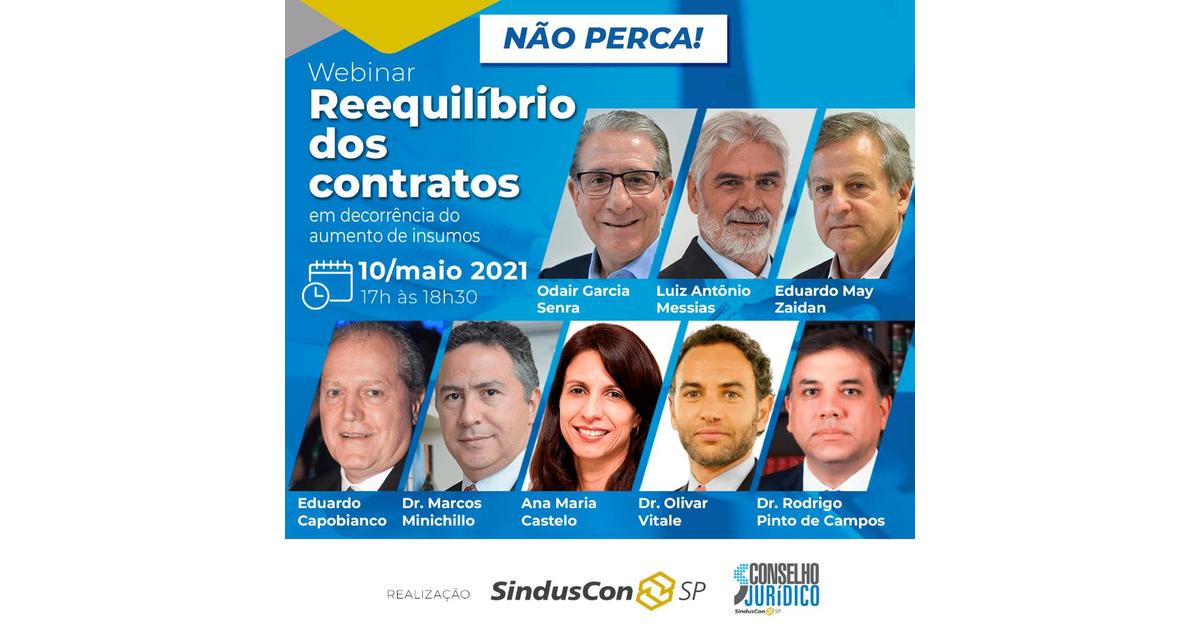 NÃO PERCA!
Webinar
Reequilíbrio
dos
contratos
em decorrência do
aumento de insumos
10/maio 2021
17h às 18h30
Odair Garcia
Senra
Luiz Antônio
Messias
Eduardo May
Zaidan
Eduardo
Capobianco
Dr. Marcos
Minichillo
Ana Maria
Castelo
Dr. Olivar
Vitale
Dr. Rodrigo
Pinto de Campos
REALIZAÇÃO
SindusCon SP
CONSELHO
JURÍDICO
SindusCon SP